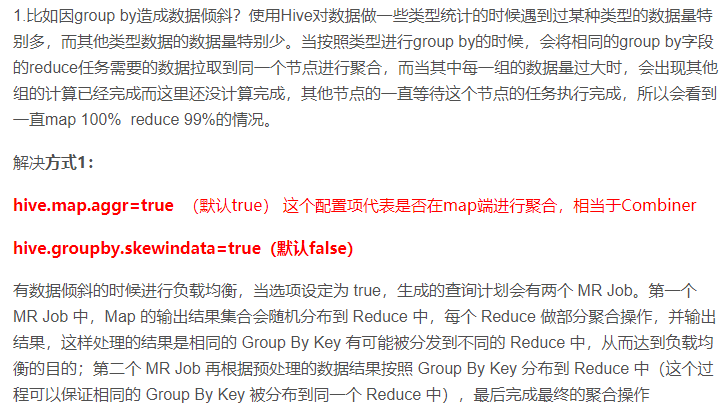 1.比如因group by造成数据倾斜？使用Hive对数据做一些类型统计的时候遇到过某种类型的数据量特
别多，而其他类型数据的数据量特别少。当按照类型进行group by的时候，会将相同的group by字段
的reduce任务需要的数据拉取到同一个节点进行聚合，而当其中每一组的数据量过大时，会出现其他
组的计算已经完成而这里还没计算完成，其他节点的一直等待这个节点的任务执行完成，所以会看到
一直map 100%  reduce 99%的情况。
解决方式1：
hive.map.aggr=true （默认true） 这个配置项代表是否在map端进行聚合，相当于Combiner
hive.groupby.skewindata=true（默认false）
有数据倾斜的时候进行负载均衡，当选项设定为 true，生成的查询计划会有两个 MR Job。第一个
MR Job 中，Map 的输出结果集合会随机分布到 Reduce 中，每个 Reduce 做部分聚合操作，并输出
结果，这样处理的结果是相同的 Group By Key 有可能被分发到不同的 Reduce 中，从而达到负载均
衡的目的；第二个 MR Job 再根据预处理的数据结果按照 Group By Key 分布到 Reduce 中（这个过
程可以保证相同的 Group By Key 被分布到同一个 Reduce 中），最后完成最终的聚合操作